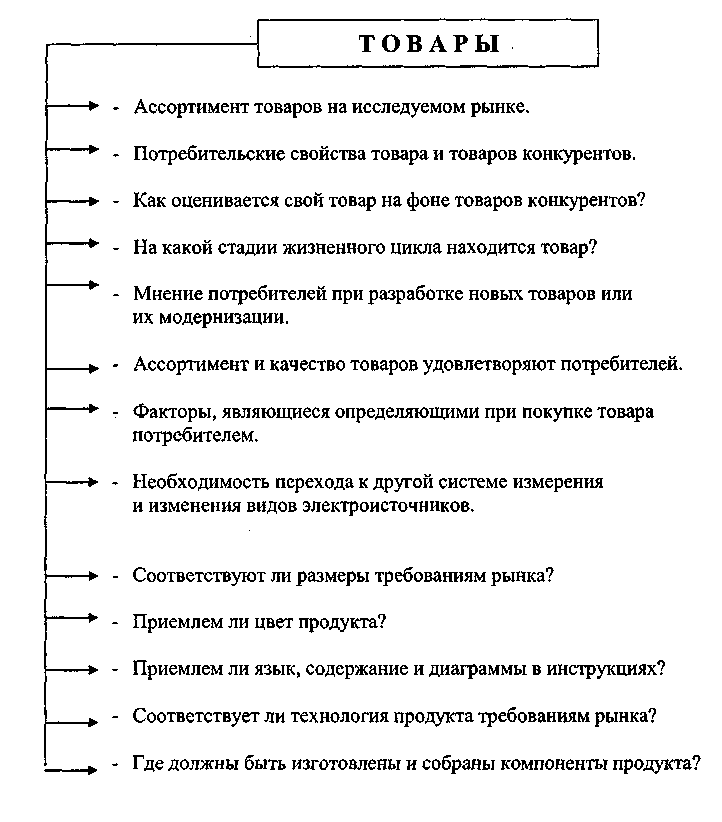 ТОВАРЫ
- Ассортимент товаров на исследуемом рынке.
- Потребительские свойства товара и товаров конкурентов.
- Как оценивается свой товар на фоне товаров конкурентов?
- На какой стадии жизненного цикла находится товар?
- Мнение потребителей при разработке новых товаров или
их модернизации.
- Ассортимент и качество товаров удовлетворяют потребителей.
- Факторы, являющиеся определяющими при покупке товара
потребителем.
- Необходимость перехода к другой системе измерения
и изменения видов электроисточников.
- Соответствуют ли размеры требованиям рынка?
- Приемлем ли цвет продукта?
- Приемлем ли язык, содержание и диаграммы в инструкциях?
- Соответствует ли технология продукта требованиям рынка?
- Где должны быть изготовлены и собраны компоненты продукта?